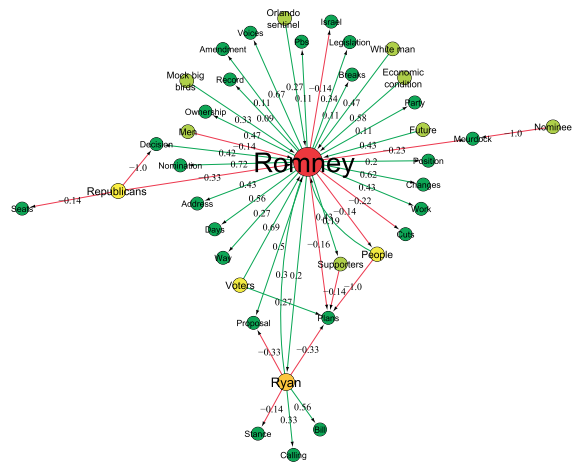 Orlando
sentinel
Israel
Voices
Pbs
Legislation
Amendment
White man
Breaks
Mock big
birds
Record
Economic
condition
0.67
0.27
0.11
−0.14
0.34
0.47
0.11
0.09
0.11
0.58
Party
Ownership
0.33
0.11
Men
0.47
0.43
Future
Nominee
Decision
0.14
0.23
Mourdock
−1.0
0.42
Romney
0.2
Position
Nomination
0.72
0.62
−1.0
−0.33
Changes
Republicans
0.43
0.43
Seats
−0.14
Address
0.56
−0.14
−0.22
Work
Days
0.27
0.43
0.19
Cuts
Way
0.69
0.5
−0.16
People
Supporters
0.3
0.2
Voters
−0.14
−1.0
0.27
Proposal
Plans
−0.33
−0.33
Ryan
−0.14
0.56
0.33
Stance
Bill
Calling